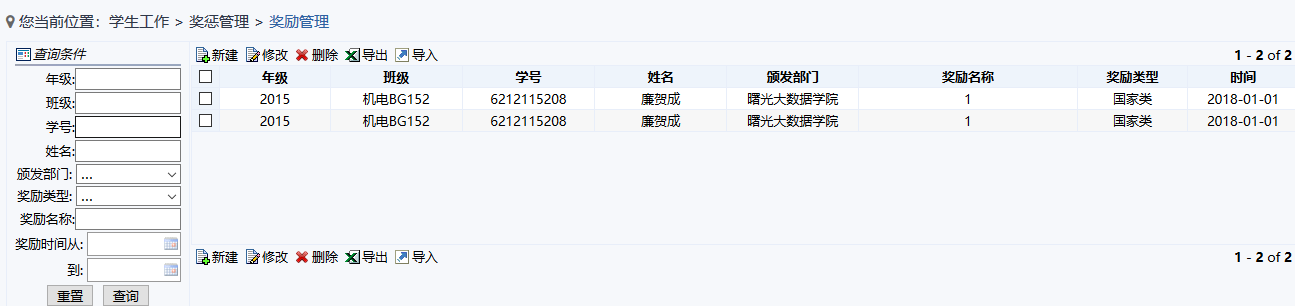 您当前位置：学生工作 > 奖惩管理 > 奖励管理
查询条件
年级:
班级:
学号:
姓名:
颁发部门: ...
奖励类型: ...
奖励名称:
奖励时间从:
到:
重置 查询
新建 修改 删除 导出 导入 1 - 2 of 2
年级 班级 学号 姓名 颁发部门 奖励名称 奖励类型 时间
2015 机电BG152 6212115208 廉贺成 曙光大数据学院 1 国家类 2018-01-01
2015 机电BG152 6212115208 廉贺成 曙光大数据学院 1 国家类 2018-01-01
新建 修改 删除 导出 导入 1 - 2 of 2